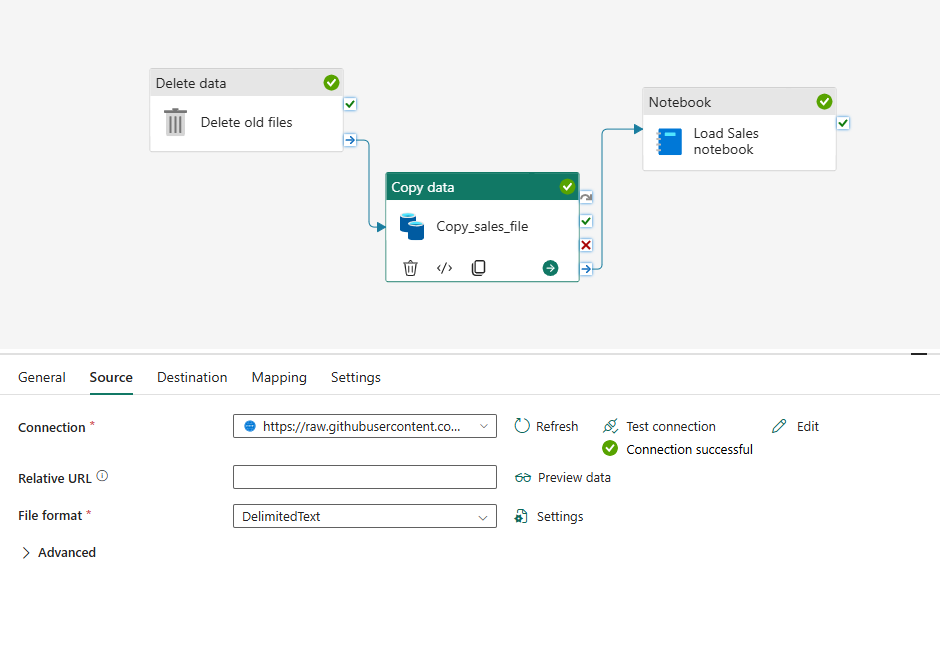 Delete data
Delete old files
Copy data
Copy_sales_file
Notebook
Load Sales
notebook
General
Source
Destination
Mapping
Settings
Connection *
https://raw.githubusercontent.co...
Refresh
Test connection
Edit
Connection successful
Relative URL
Preview data
File format *
DelimitedText
Settings
Advanced